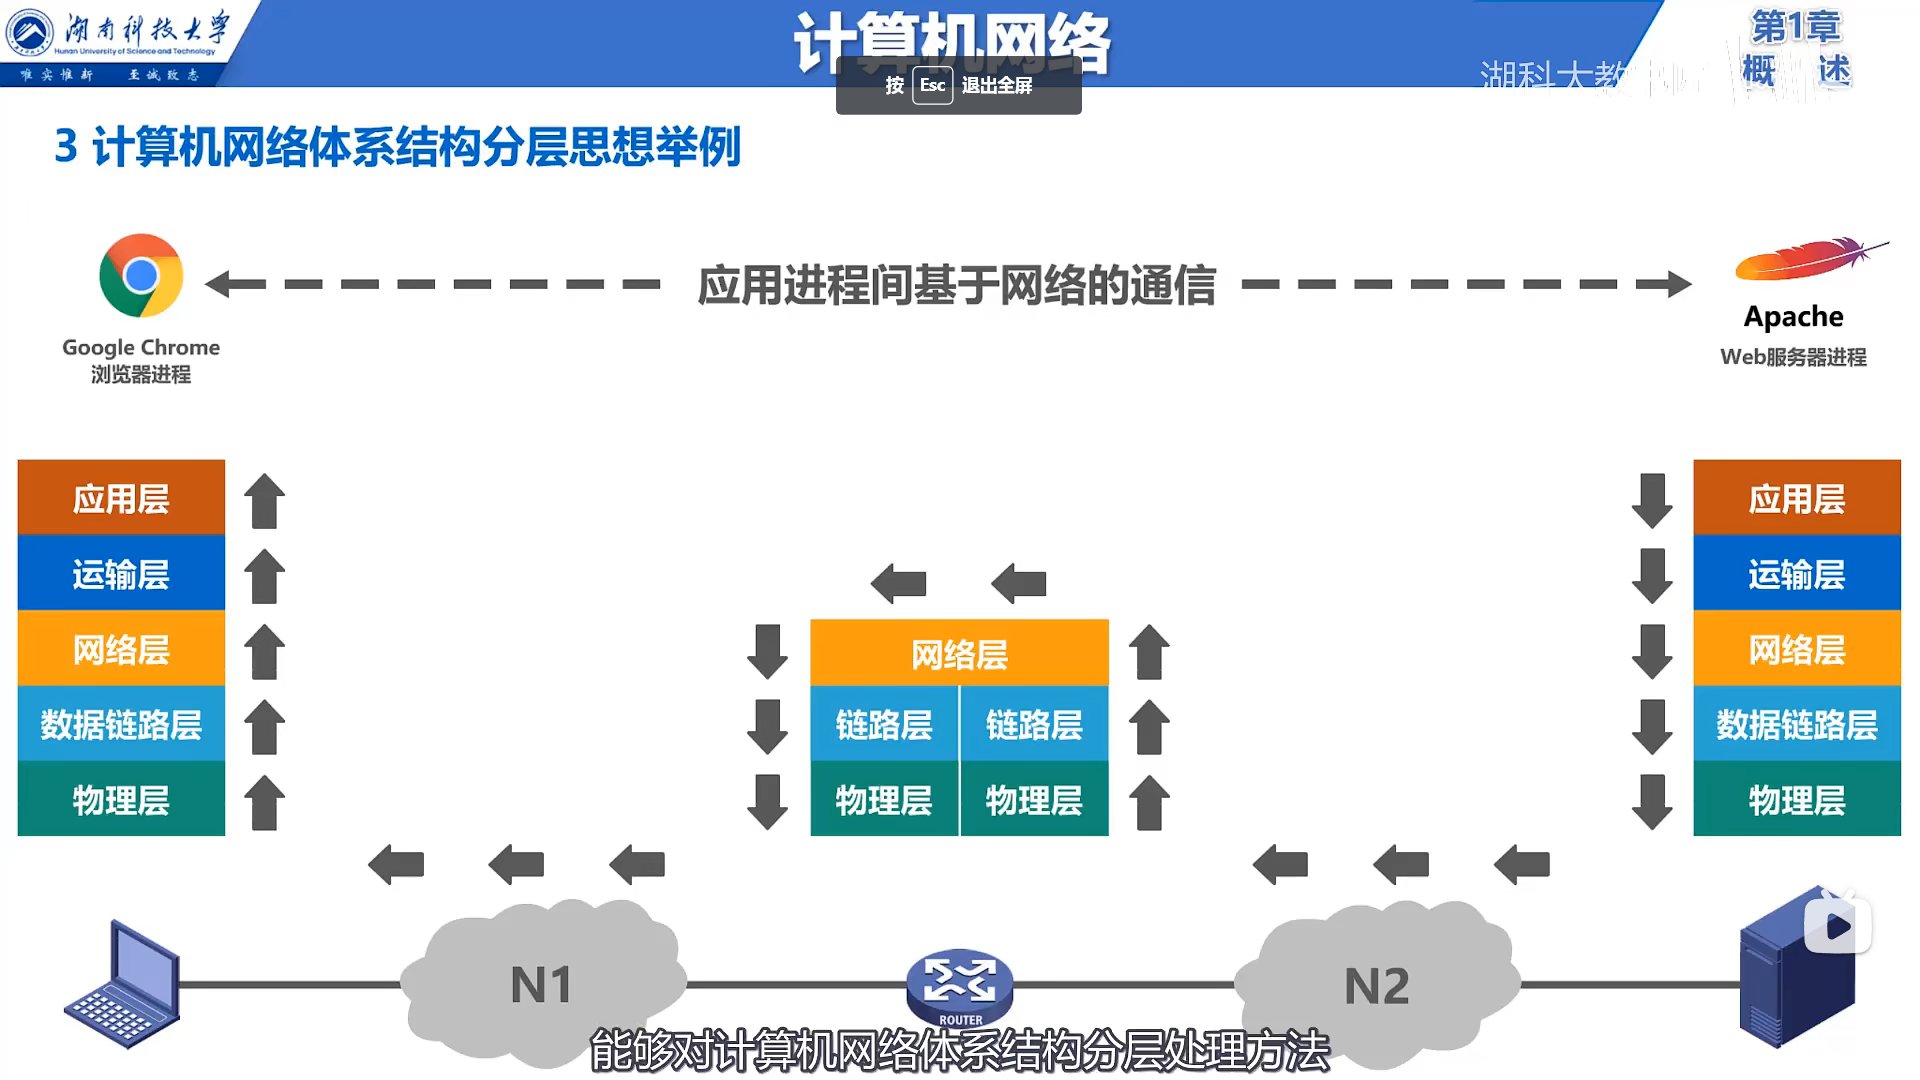 湖南科技大学
Hunan University of Science and Technology
唯实惟新 至诚致志
计算机网络
第1章
概 述
湖科大教
按 Esc 退出全屏
3 计算机网络体系结构分层思想举例
应用进程间基于网络的通信
Google Chrome
浏览器进程
Apache
Web服务器进程
应用层
运输层
网络层
数据链路层
物理层
网络层
链路层 链路层
物理层 物理层
应用层
运输层
网络层
数据链路层
物理层
N1
ROUTER
N2
能够对计算机网络体系结构分层处理方法